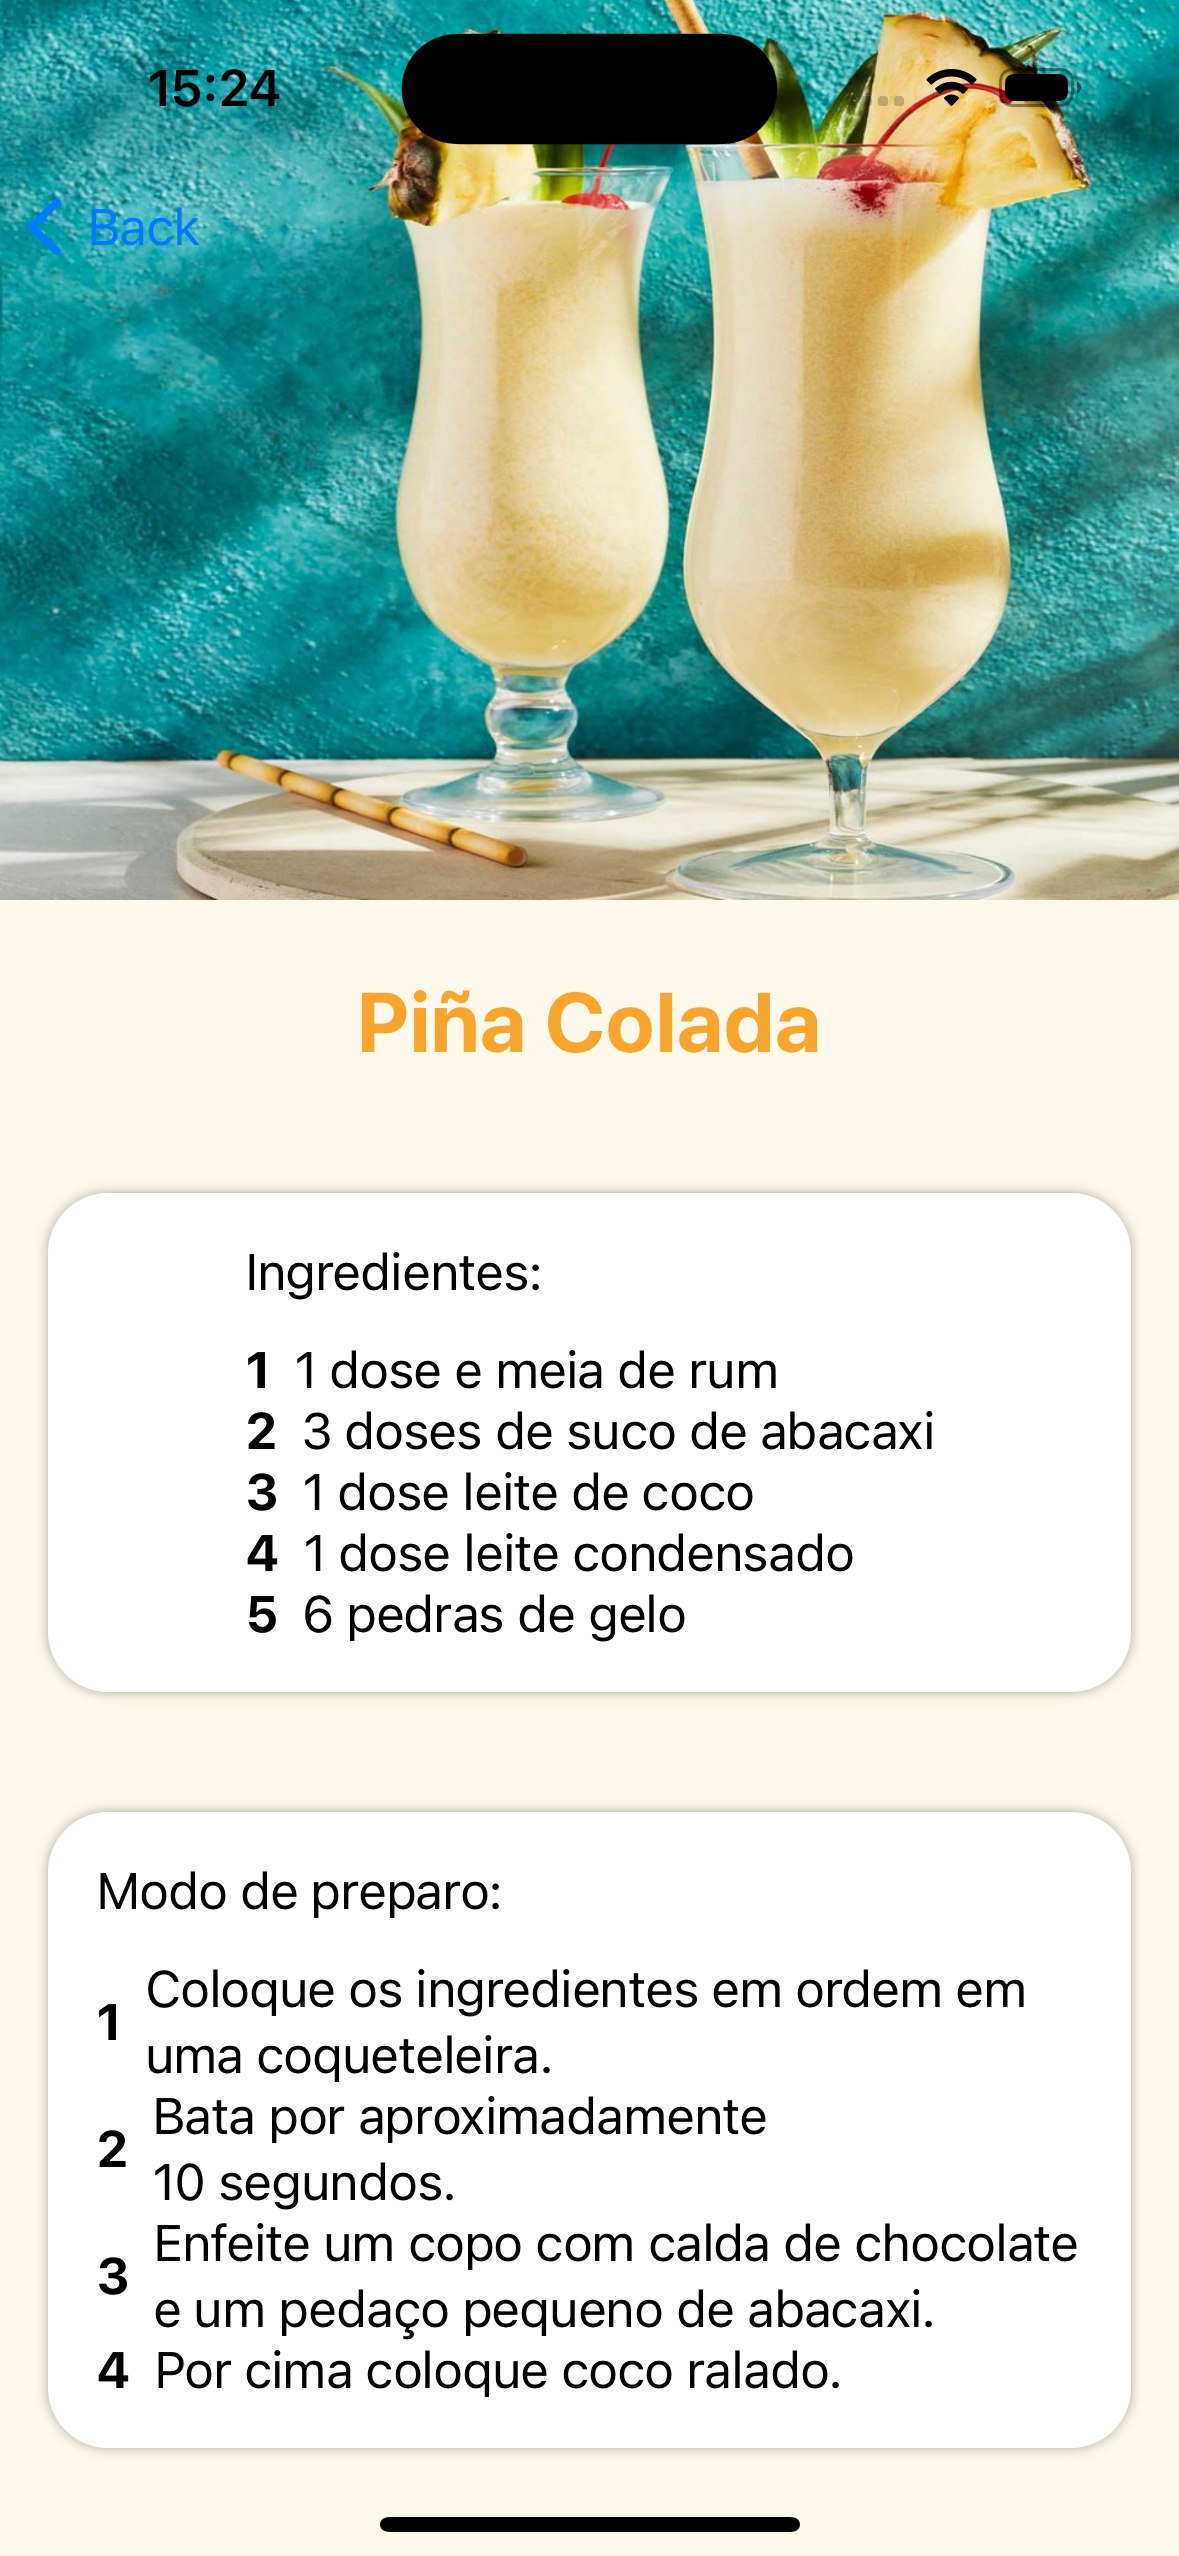 15:24
Back
Piña Colada
Ingredientes:
1 1 dose e meia de rum
2 3 doses de suco de abacaxi
3 1 dose leite de coco
4 1 dose leite condensado
5 6 pedras de gelo
Modo de preparo:
1 Coloque os ingredientes em ordem em
uma coqueteleira.
2 Bata por aproximadamente
10 segundos.
3 Enfeite um copo com calda de chocolate
e um pedaço pequeno de abacaxi.
4 Por cima coloque coco ralado.